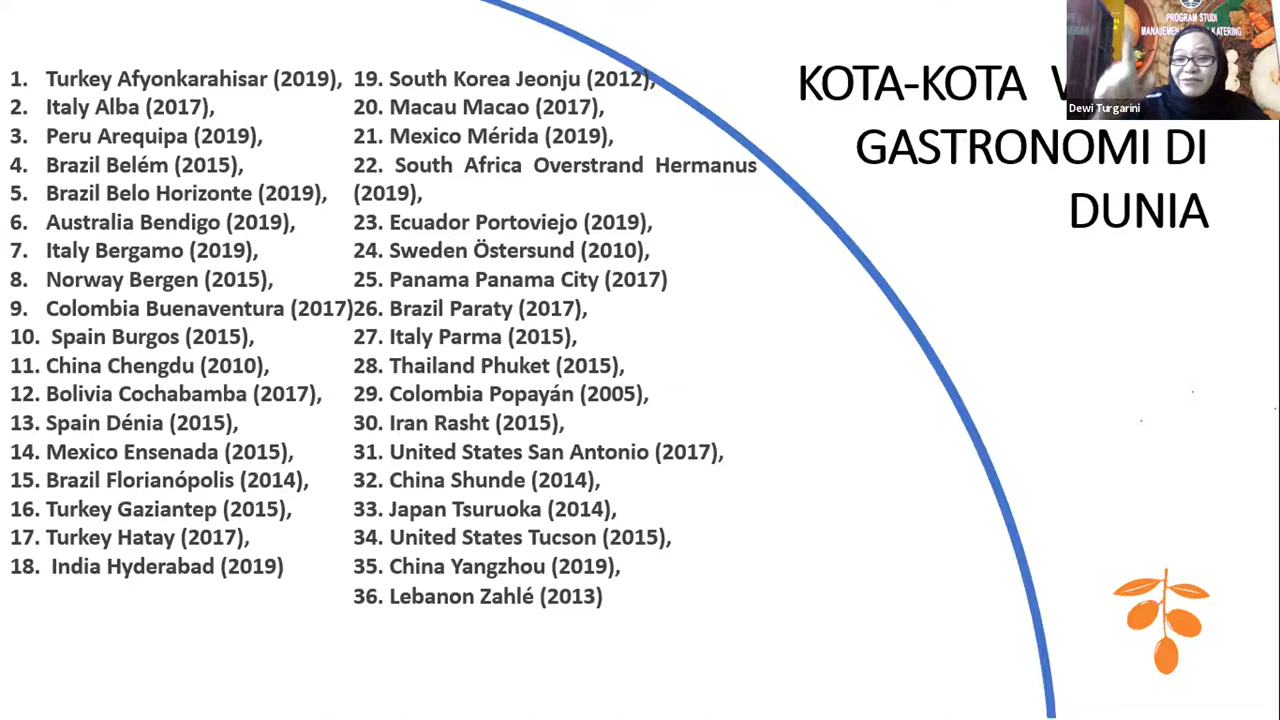 1. Turkey Afyonkarahisar (2019),
2. Italy Alba (2017),
3. Peru Arequipa (2019),
4. Brazil Belém (2015),
5. Brazil Belo Horizonte (2019),
6. Australia Bendigo (2019),
7. Italy Bergamo (2019),
8. Norway Bergen (2015),
9. Colombia Buenaventura (2017)
10. Spain Burgos (2015),
11. China Chengdu (2010),
12. Bolivia Cochabamba (2017),
13. Spain Dénia (2015),
14. Mexico Ensenada (2015),
15. Brazil Florianópolis (2014),
16. Turkey Gaziantep (2015),
17. Turkey Hatay (2017),
18. India Hyderabad (2019)
19. South Korea Jeonju (2012),
20. Macau Macao (2017),
21. Mexico Mérida (2019),
22. South Africa Overstrand Hermanus
(2019),
23. Ecuador Portoviejo (2019),
24. Sweden Östersund (2010),
25. Panama Panama City (2017)
26. Brazil Paraty (2017),
27. Italy Parma (2015),
28. Thailand Phuket (2015),
29. Colombia Popayán (2005),
30. Iran Rasht (2015),
31. United States San Antonio (2017),
32. China Shunde (2014),
33. Japan Tsuruoka (2014),
34. United States Tucson (2015),
35. China Yangzhou (2019),
36. Lebanon Zahlé (2013)
KOTA-KOTA
GASTRONOMI DI
DUNIA
PROGRAM STUDI
Dewi Turgarini